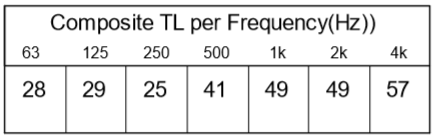 Composite TL per Frequency(Hz))
63 125 250 500 1k 2k 4k
28 29 25 41 49 49 57